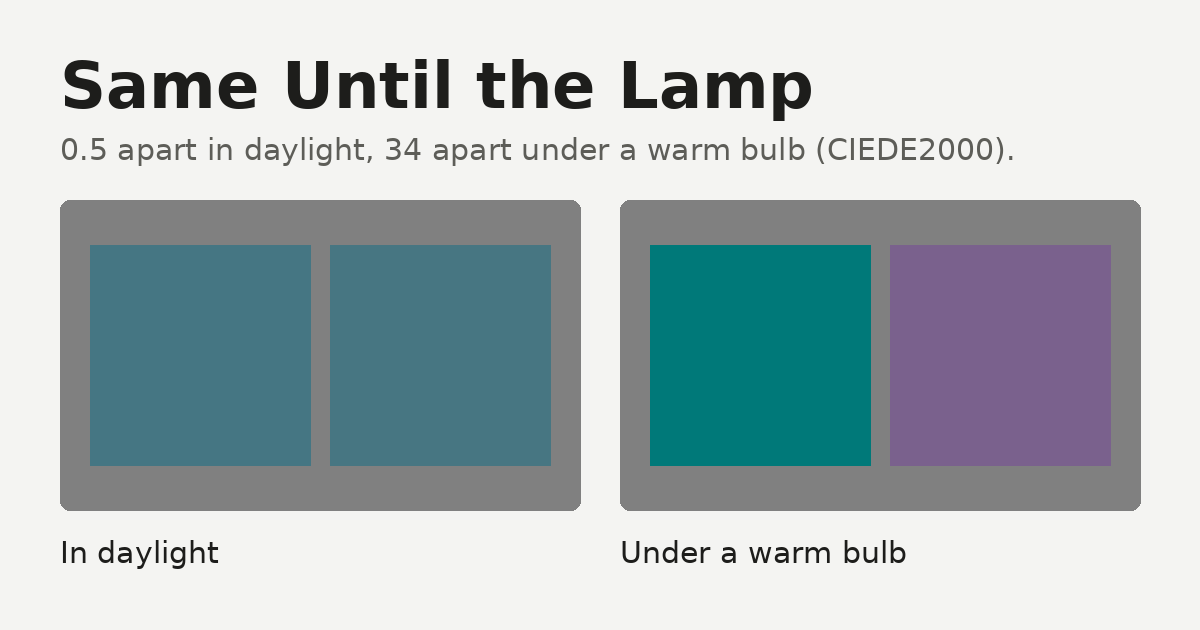 Same Until the Lamp
0.5 apart in daylight, 34 apart under a warm bulb (CIEDE2000).
In daylight
Under a warm bulb